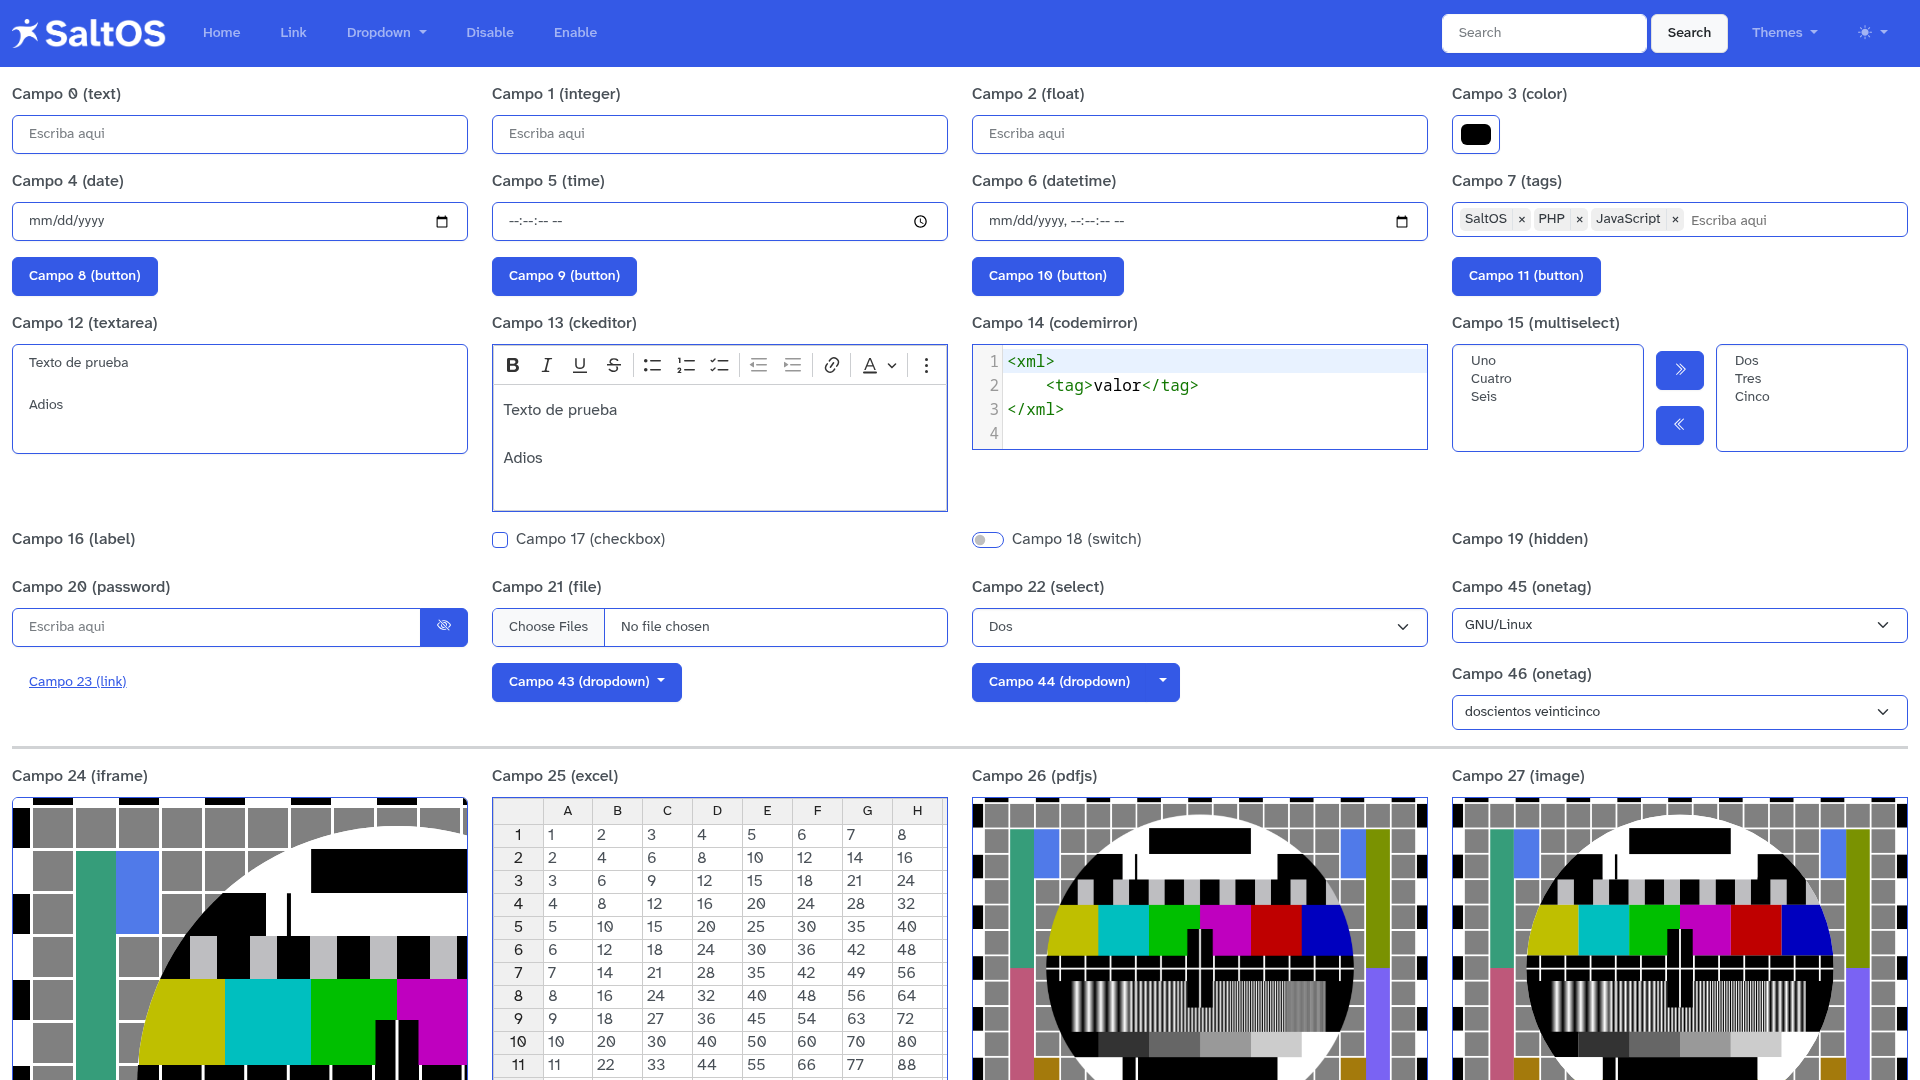 SaltOS Home Link Dropdown Disable Enable Search Search Themes
Campo 0 (text) Campo 1 (integer) Campo 2 (float) Campo 3 (color)
Escriba aqui Escriba aqui Escriba aqui
Campo 4 (date) Campo 5 (time) Campo 6 (datetime) Campo 7 (tags)
mm/dd/yyyy --:--:-- -- mm/dd/yyyy, --:--:-- -- SaltOS × PHP × JavaScript × Escriba aqui
Campo 8 (button) Campo 9 (button) Campo 10 (button) Campo 11 (button)
Campo 12 (textarea) Campo 13 (ckeditor) Campo 14 (codemirror) Campo 15 (multiselect)
Texto de prueba
Adios
Texto de prueba
Adios
1 <xml>
2     <tag>valor</tag>
3 </xml>
4
Uno
Cuatro
Seis
Dos
Tres
Cinco
Campo 16 (label) Campo 17 (checkbox) Campo 18 (switch) Campo 19 (hidden)
Campo 20 (password) Campo 21 (file) Campo 22 (select) Campo 45 (onetag)
Escriba aqui Choose Files No file chosen Dos GNU/Linux
Campo 23 (link) Campo 43 (dropdown) Campo 44 (dropdown) Campo 46 (onetag)
doscientos veinticinco
Campo 24 (iframe) Campo 25 (excel) Campo 26 (pdfjs) Campo 27 (image)
A B C D E F G H
1 1 2 3 4 5 6 7 8
2 2 4 6 8 10 12 14 16
3 3 6 9 12 15 18 21 24
4 4 8 12 16 20 24 28 32
5 5 10 15 20 25 30 35 40
6 6 12 18 24 30 36 42 48
7 7 14 21 28 35 42 49 56
8 8 16 24 32 40 48 56 64
9 9 18 27 36 45 54 63 72
10 10 20 30 40 50 60 70 80
11 11 22 33 44 55 66 77 88